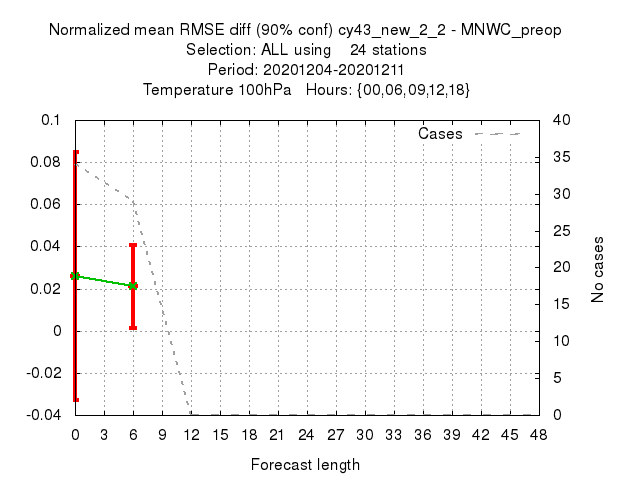 Normalized mean RMSE diff (90% conf) cy43_new_2_2 - MNWC_preop
Selection: ALL using 24 stations
Period: 20201204-20201211
Temperature 100hPa Hours: {00,06,09,12,18}
Cases
0.1
0.08
0.06
0.04
0.02
0
-0.02
-0.04
40
35
30
25
20
15
10
5
0
No cases
0 3 6 9 12 15 18 21 24 27 30 33 36 39 42 45 48
Forecast length